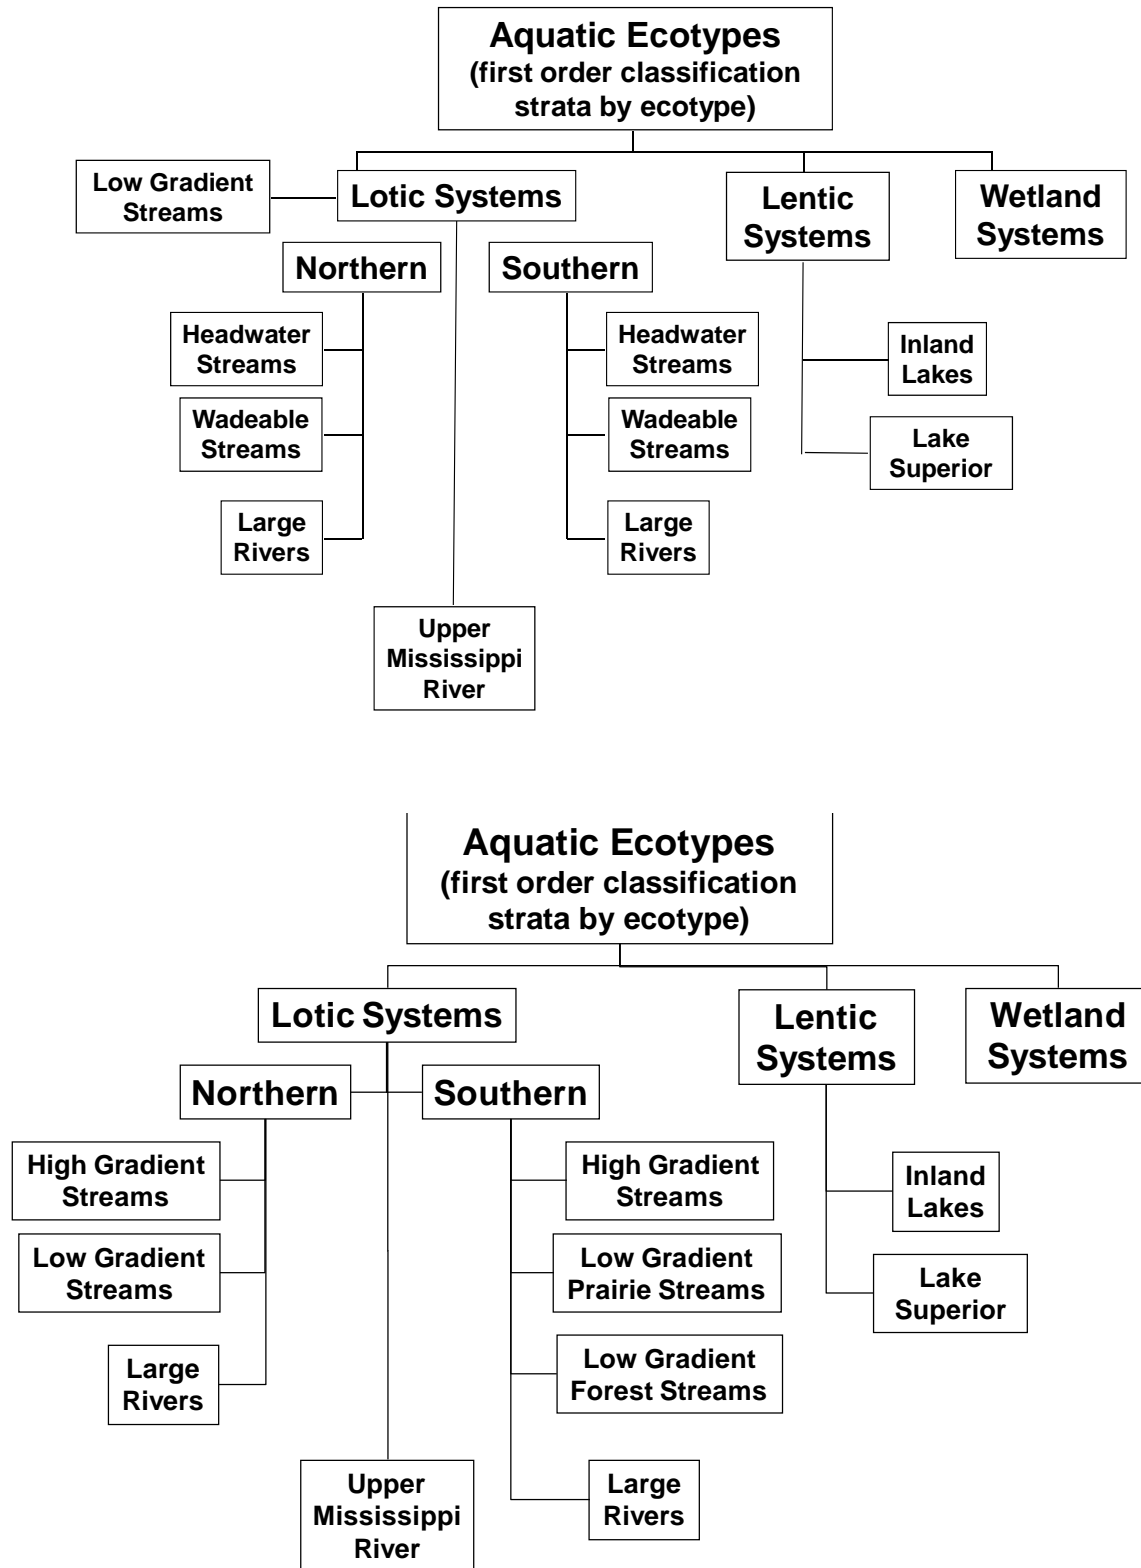 Aquatic Ecotypes
(first order classification
strata by ecotype)
Low Gradient
Streams
Lotic Systems
Lentic
Systems
Wetland
Systems
Northern
Southern
Headwater
Streams
Wadeable
Streams
Large
Rivers
Headwater
Streams
Wadeable
Streams
Large
Rivers
Inland
Lakes
Lake
Superior
Upper
Mississippi
River
Aquatic Ecotypes
(first order classification
strata by ecotype)
Lotic Systems
Lentic
Systems
Wetland
Systems
Northern
Southern
High Gradient
Streams
Low Gradient
Streams
Large
Rivers
High Gradient
Streams
Low Gradient
Prairie Streams
Low Gradient
Forest Streams
Large
Rivers
Inland
Lakes
Lake
Superior
Upper
Mississippi
River